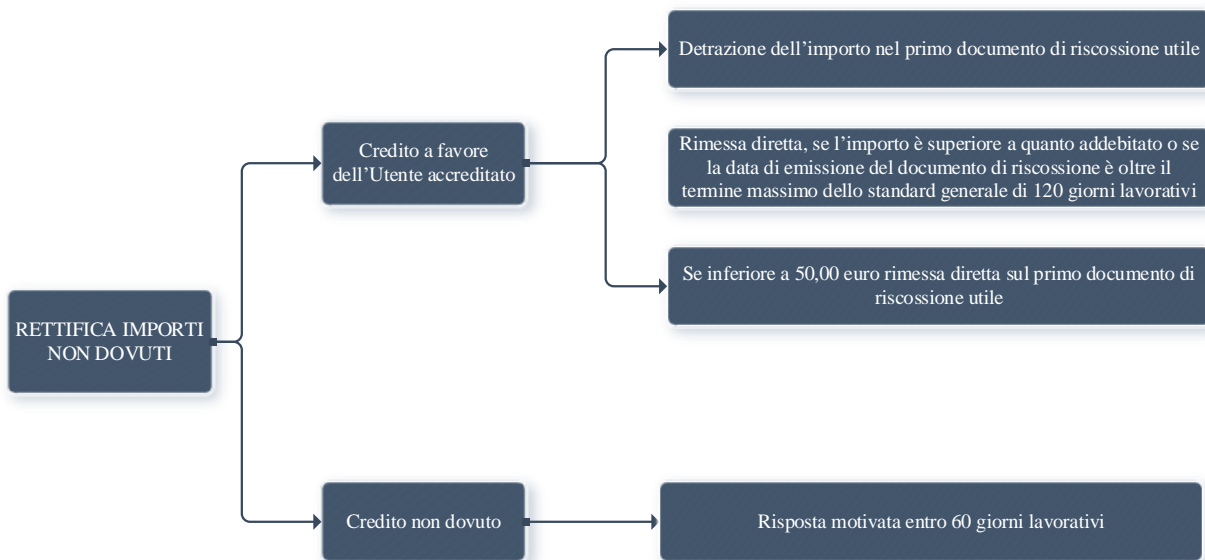 Detrazione dell’importo nel primo documento di riscossione utile
Credito a favore
dell’Utente accreditato
Rimessa diretta, se l’importo è superiore a quanto addebitato o se
la data di emissione del documento di riscossione è oltre il
termine massimo dello standard generale di 120 giorni lavorativi
Se inferiore a 50,00 euro rimessa diretta sul primo documento di
riscossione utile
RETTIFICA IMPORTI
NON DOVUTI
Credito non dovuto
Risposta motivata entro 60 giorni lavorativi